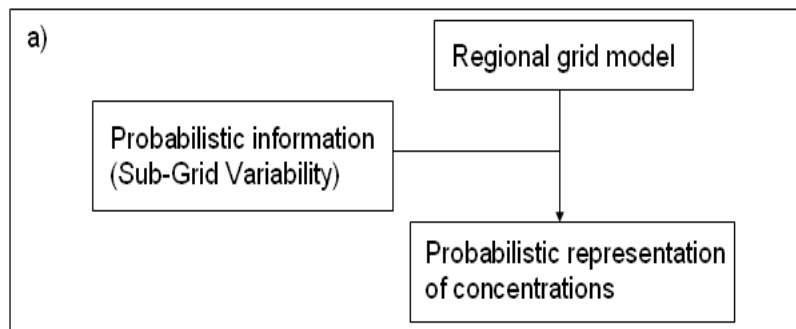 a)
Regional grid model
Probabilistic information
(Sub-Grid Variability)
Probabilistic representation
of concentrations